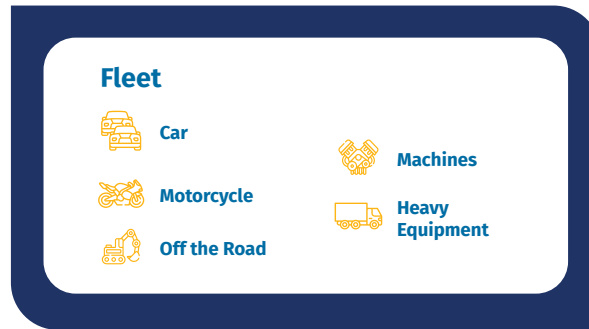 Fleet
Car
Motorcycle
Off the Road
Machines
Heavy
Equipment